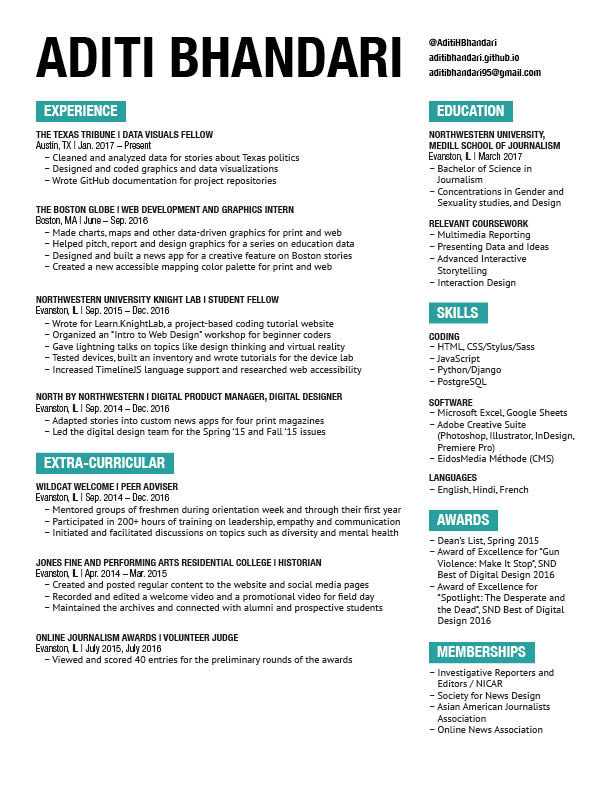 ADITI BHANDARI
@AditiHBhandari
aditibhandari.github.io
aditibhandari95@gmail.com
EXPERIENCE
THE TEXAS TRIBUNE | DATA VISUALS FELLOW
Austin, TX | Jan. 2017 – Present
– Cleaned and analyzed data for stories about Texas politics
– Designed and coded graphics and data visualizations
– Wrote GitHub documentation for project repositories
THE BOSTON GLOBE | WEB DEVELOPMENT AND GRAPHICS INTERN
Boston, MA | June – Sep. 2016
– Made charts, maps and other data-driven graphics for print and web
– Helped pitch, report and design graphics for a series on education data
– Designed and built a news app for a creative feature on Boston stories
– Created a new accessible mapping color palette for print and web
NORTHWESTERN UNIVERSITY KNIGHT LAB | STUDENT FELLOW
Evanston, IL | Sep. 2015 – Dec. 2016
– Wrote for Learn.KnightLab, a project-based coding tutorial website
– Organized an “Intro to Web Design” workshop for beginner coders
– Gave lightning talks on topics like design thinking and virtual reality
– Tested devices, built an inventory and wrote tutorials for the device lab
– Increased TimelineJS language support and researched web accessibility
NORTH BY NORTHWESTERN | DIGITAL PRODUCT MANAGER, DIGITAL DESIGNER
Evanston, IL | Sep. 2014 – Dec. 2016
– Adapted stories into custom news apps for four print magazines
– Led the digital design team for the Spring ‘15 and Fall ‘15 issues
EXTRA-CURRICULAR
WILDCAT WELCOME | PEER ADVISER
Evanston, IL | Sep. 2014 – Dec. 2016
– Mentored groups of freshmen during orientation week and through their first year
– Participated in 200+ hours of training on leadership, empathy and communication
– Initiated and facilitated discussions on topics such as diversity and mental health
JONES FINE AND PERFORMING ARTS RESIDENTIAL COLLEGE | HISTORIAN
Evanston, IL | Apr. 2014 – Mar. 2015
– Created and posted regular content to the website and social media pages
– Recorded and edited a welcome video and a promotional video for field day
– Maintained the archives and connected with alumni and prospective students
ONLINE JOURNALISM AWARDS | VOLUNTEER JUDGE
Evanston, IL | July 2015, July 2016
– Viewed and scored 40 entries for the preliminary rounds of the awards
EDUCATION
NORTHWESTERN UNIVERSITY,
MEDILL SCHOOL OF JOURNALISM
Evanston, IL | March 2017
– Bachelor of Science in
Journalism
– Concentrations in Gender and
Sexuality studies, and Design
RELEVANT COURSEWORK
– Multimedia Reporting
– Presenting Data and Ideas
– Advanced Interactive
Storytelling
– Interaction Design
SKILLS
CODING
– HTML, CSS/Stylus/Sass
– JavaScript
– Python/Django
– PostgreSQL
SOFTWARE
– Microsoft Excel, Google Sheets
– Adobe Creative Suite
(Photoshop, Illustrator, InDesign,
Premiere Pro)
– EidosMedia Méthode (CMS)
LANGUAGES
– English, Hindi, French
AWARDS
– Dean’s List, Spring 2015
– Award of Excellence for “Gun
Violence: Make It Stop”, SND
Best of Digital Design 2016
– Award of Excellence for
“Spotlight: The Desperate and
the Dead”, SND Best of Digital
Design 2016
MEMBERSHIPS
– Investigative Reporters and
Editors / NICAR
– Society for News Design
– Asian American Journalists
Association
– Online News Association